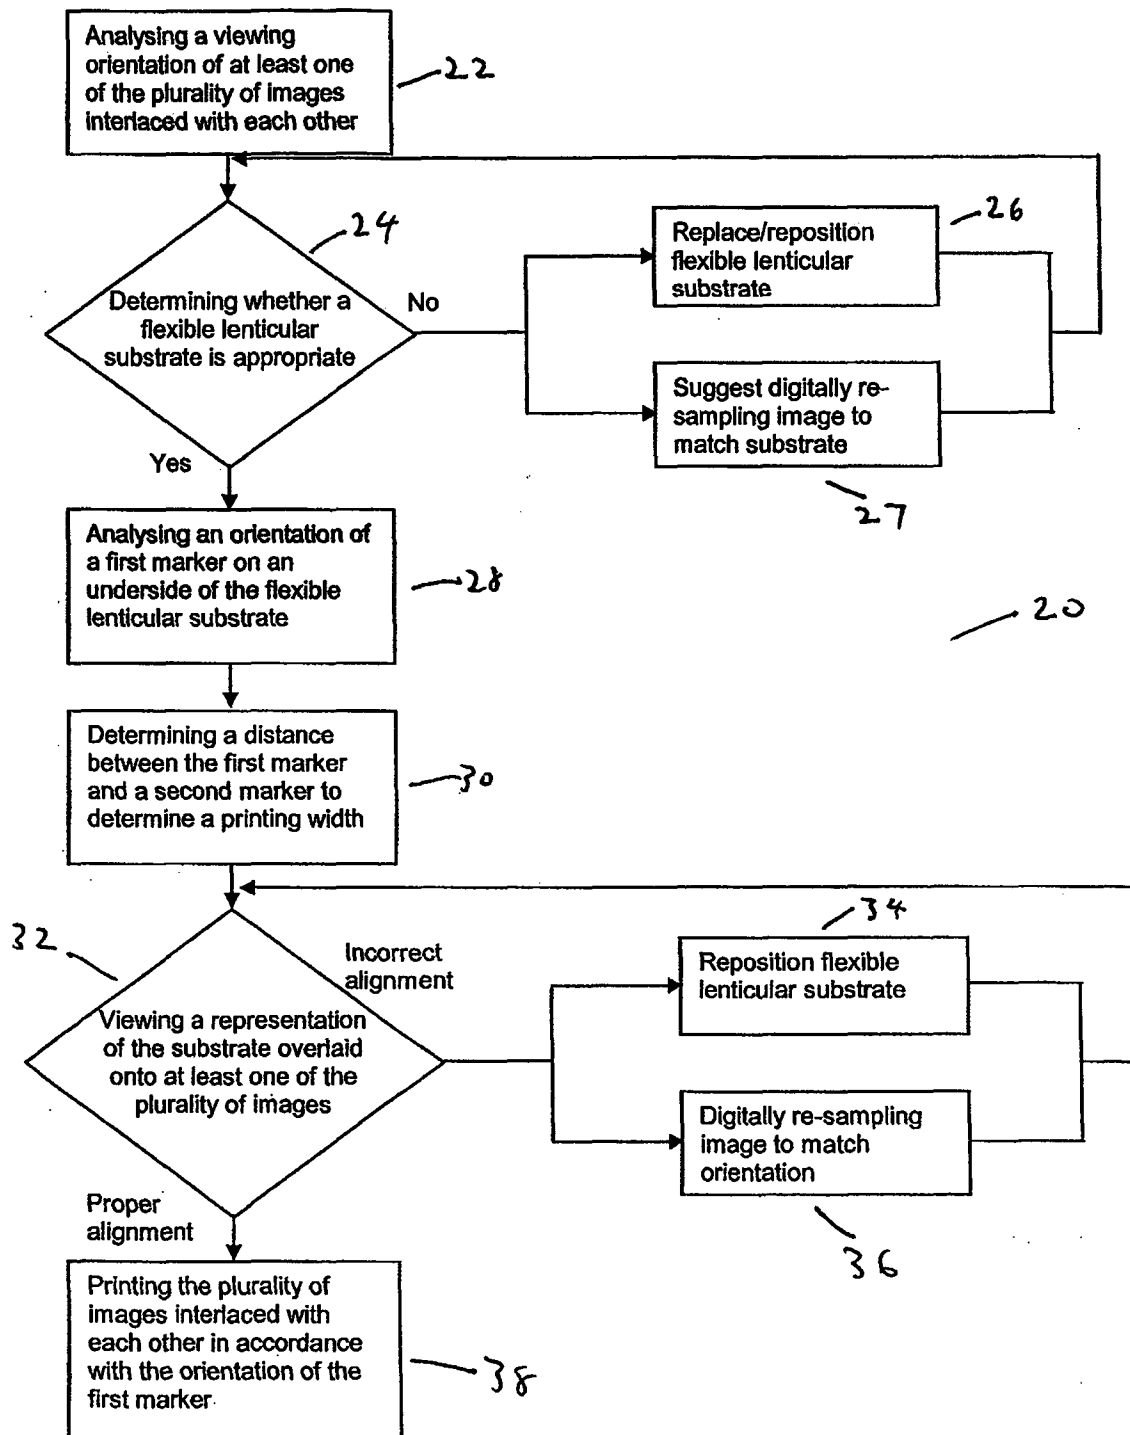 Analysing a viewing
orientation of at least one
of the plurality of images
interlaced with each other
22
24
Determining whether a
flexible lenticular
substrate is appropriate
No
Yes
26
Replace/reposition
flexible lenticular
substrate
Suggest digitally re-
sampling image to
match substrate
27
Analysing an orientation of
a first marker on an
underside of the flexible
lenticular substrate
28
20
Determining a distance
between the first marker
and a second marker to
determine a printing width
30
32
Incorrect
alignment
Viewing a representation
of the substrate overlaid
onto at least one of the
plurality of images
34
Reposition flexible
lenticular substrate
Digitally re-sampling
image to match
orientation
36
Proper
alignment
Printing the plurality of
images interlaced with
each other in accordance
with the orientation of the
first marker
38